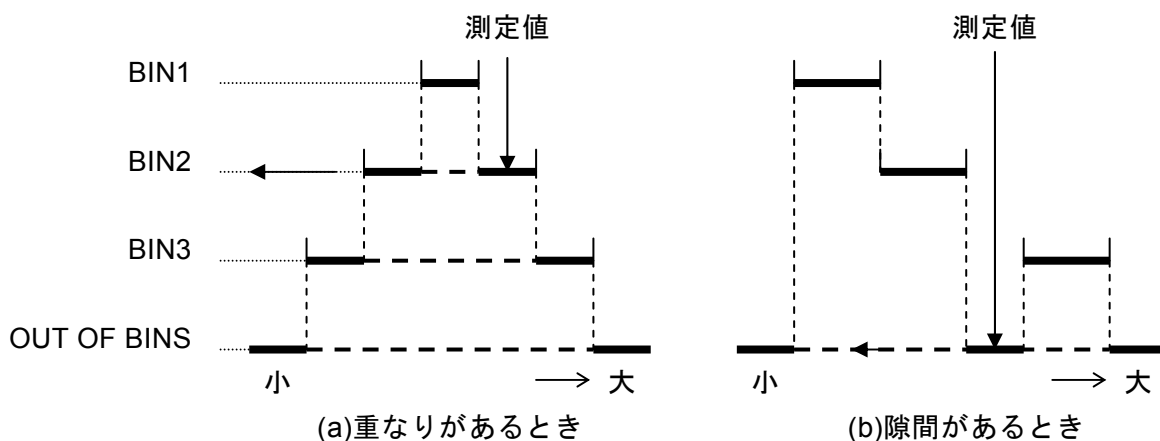 測定値
測定値
BIN1
BIN2
BIN3
OUT OF BINS
小
大
小
大
(a)重なりがあるとき
(b)隙間があるとき